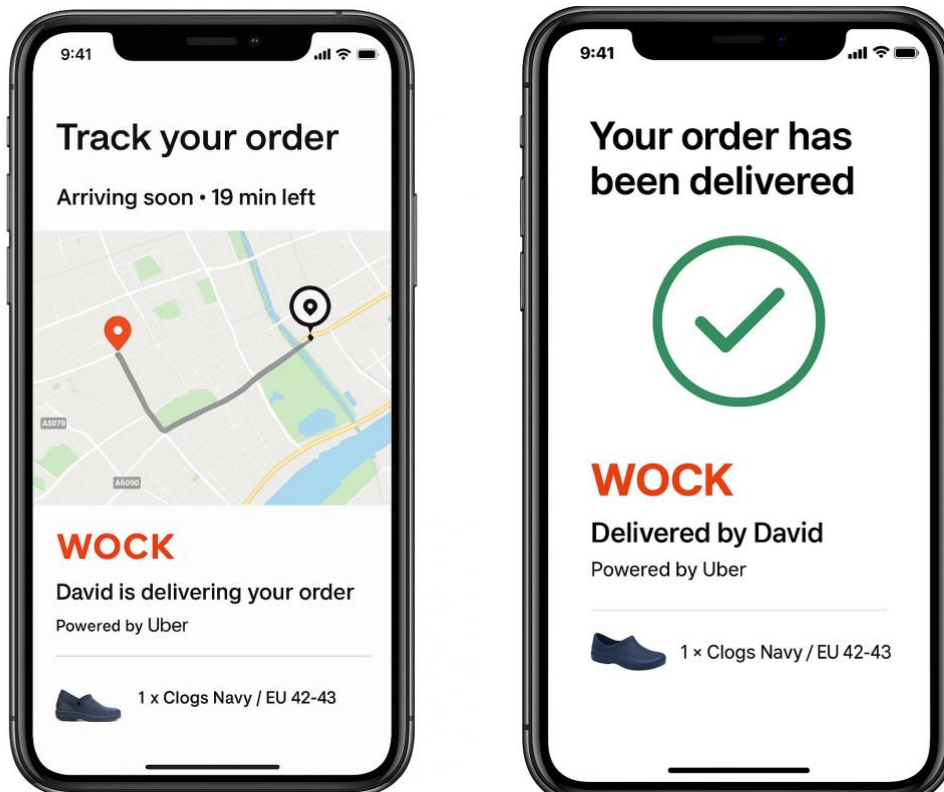 9:41
Track your order
Arriving soon • 19 min left
A5079
A6090
WOCK
David is delivering your order
Powered by Uber
1 x Clogs Navy / EU 42-43
9:41
Your order has
been delivered
WOCK
Delivered by David
Powered by Uber
1 × Clogs Navy / EU 42-43